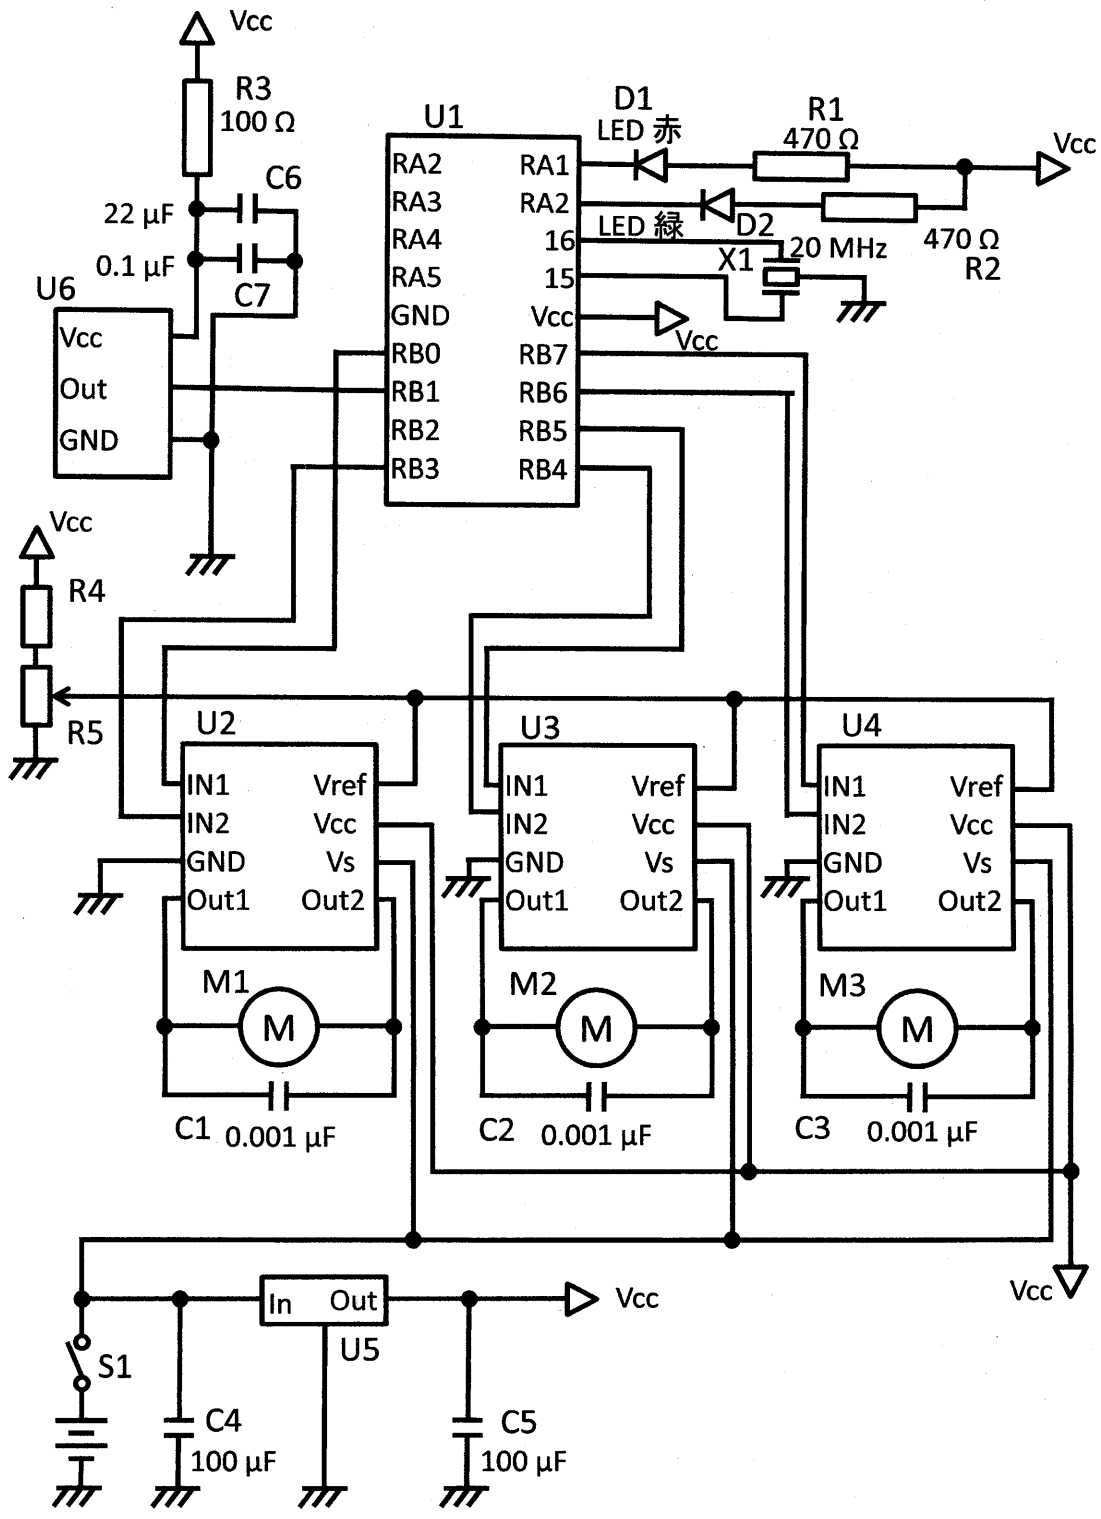 Vcc
R3
100 Ω
C6
22 μF
0.1 μF
C7
U6
Vcc
Out
GND
U1
RA2
RA3
RA4
RA5
GND
RB0
RB1
RB2
RB3
RA1
RA2
16
15
Vcc
RB7
RB6
RB5
RB4
D1
LED 赤
R1
470 Ω
Vcc
LED 緑
D2
470 Ω
R2
X1
20 MHz
Vcc
Vcc
R4
R5
U2
IN1
IN2
GND
Out1
Vref
Vcc
Vs
Out2
U3
IN1
IN2
GND
Out1
Vref
Vcc
Vs
Out2
U4
IN1
IN2
GND
Out1
Vref
Vcc
Vs
Out2
M1
M
C1
0.001 μF
M2
M
C2
0.001 μF
M3
M
C3
0.001 μF
Vcc
In
Out
U5
Vcc
S1
C4
100 μF
C5
100 μF